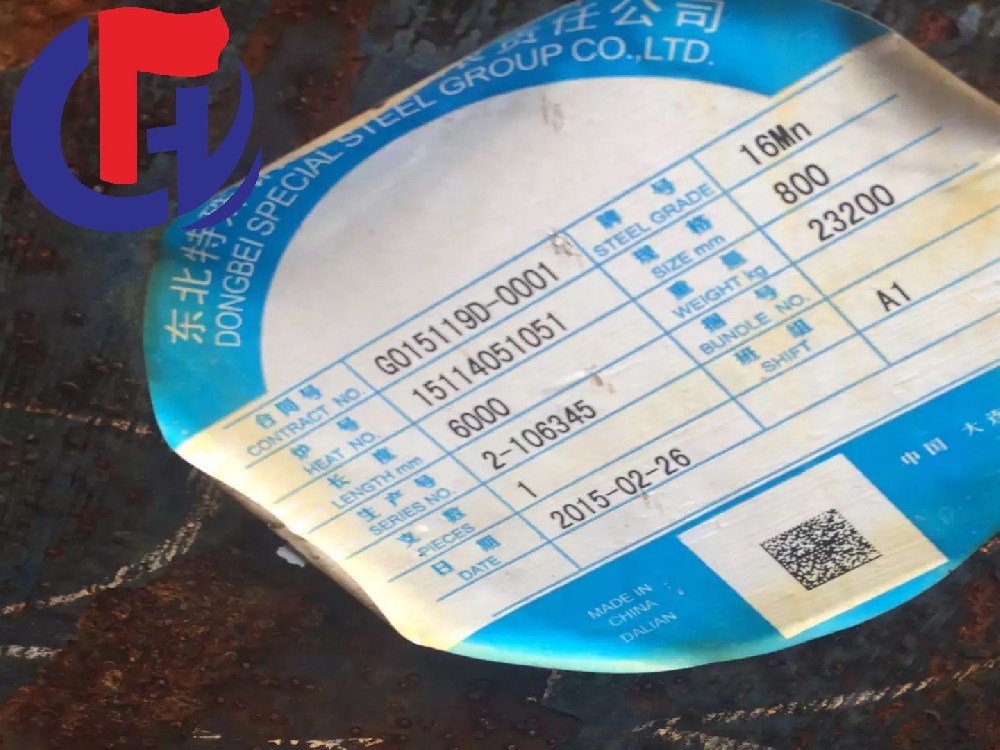 东北特
责任公司
DONGBEI SPECIAL STEEL GROUP CO.,LTD.
合同号 G015119D-0001 牌号 16Mn
CONTRACT NO. STEEL GRADE
炉号 15114051051 规格 800
HEAT NO. SIZE mm
长度 6000 重量 23200
LENGTH mm WEIGHT kg
生产号 2-106345 捆号
SERIES NO. BUNDLE NO.
支数 1 班组 A1
PIECES SHIFT
日期 2015-02-26
DATE
MADE IN
CHINA
DALIAN
中国 大连